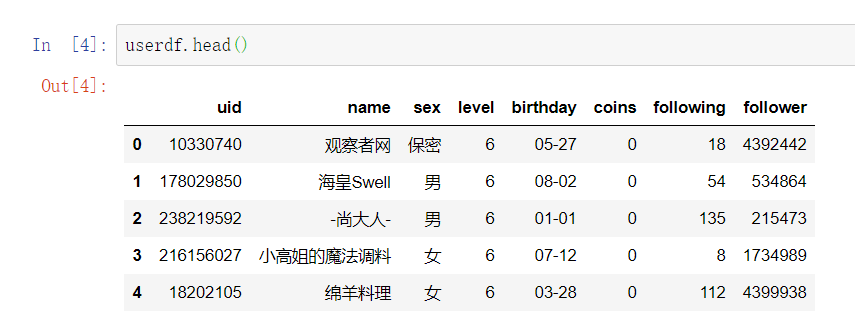 In [4]: userdf.head()
Out[4]:
uid name sex level birthday coins following follower
0 10330740 观察者网 保密 6 05-27 0 18 4392442
1 178029850 海皇Swell 男 6 08-02 0 54 534864
2 238219592 -尚大人- 男 6 01-01 0 135 215473
3 216156027 小高姐的魔法调料 女 6 07-12 0 8 1734989
4 18202105 绵羊料理 女 6 03-28 0 112 4399938